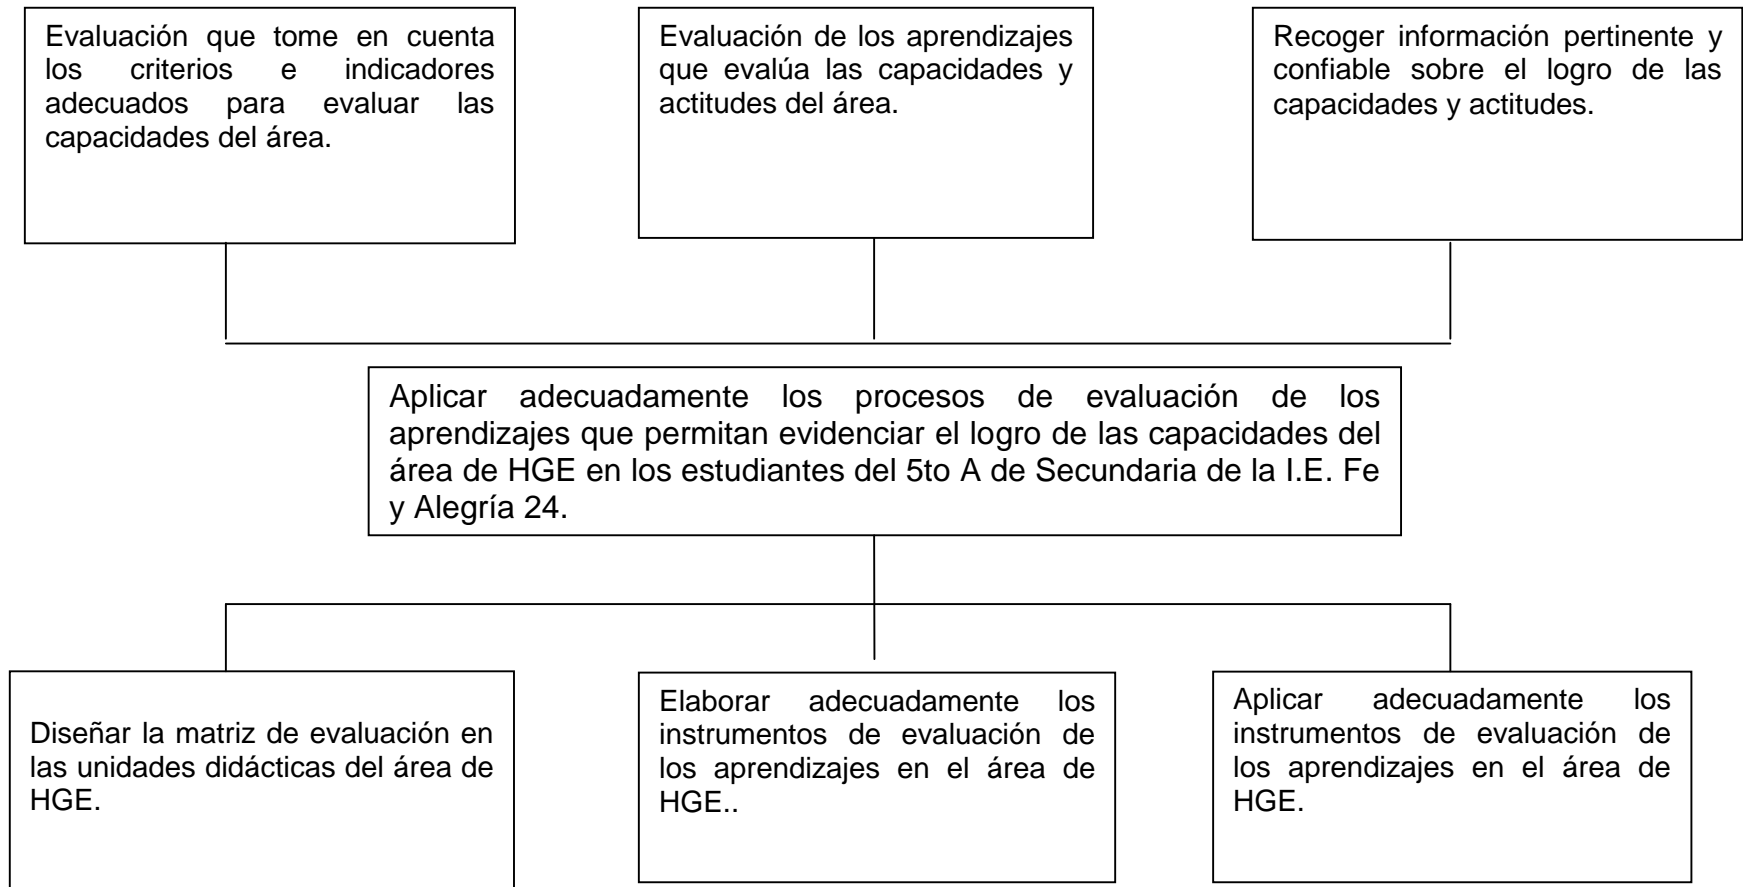 Evaluación que tome en cuenta
los criterios e indicadores
adecuados para evaluar las
capacidades del área.
Evaluación de los aprendizajes
que evalúa las capacidades y
actitudes del área.
Recoger información pertinente y
confiable sobre el logro de las
capacidades y actitudes.
Aplicar adecuadamente los procesos de evaluación de los
aprendizajes que permitan evidenciar el logro de las capacidades del
área de HGE en los estudiantes del 5to A de Secundaria de la I.E. Fe
y Alegría 24.
Diseñar la matriz de evaluación en
las unidades didácticas del área de
HGE.
Elaborar adecuadamente los
instrumentos de evaluación de
los aprendizajes en el área de
HGE..
Aplicar adecuadamente los
instrumentos de evaluación de
los aprendizajes en el área de
HGE.